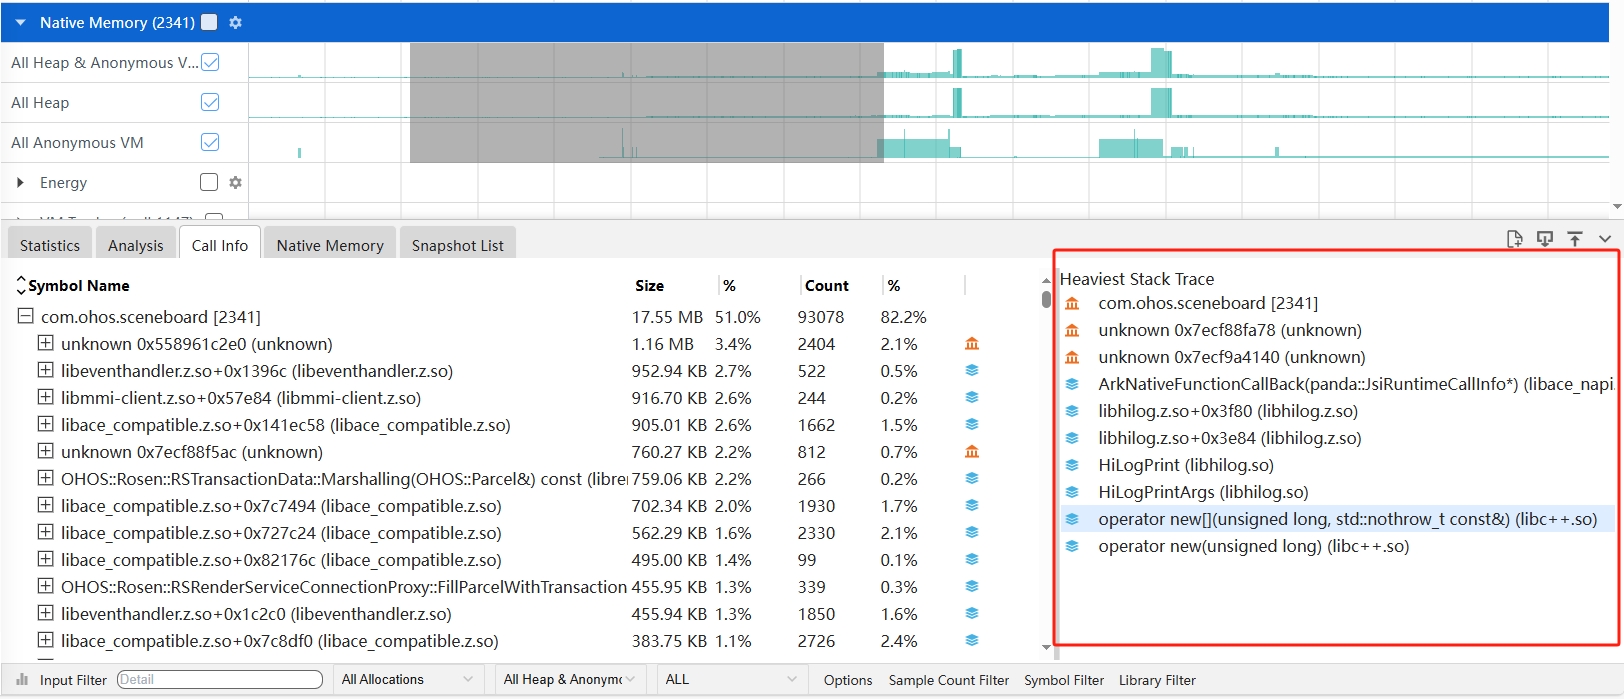 Native Memory (2341)
All Heap & Anonymous V...
All Heap
All Anonymous VM
Energy
Statistics Analysis Call Info Native Memory Snapshot List
Symbol Name Size % Count %
com.ohos.sceneboard [2341] 17.55 MB 51.0% 93078 82.2%
unknown 0x558961c2e0 (unknown) 1.16 MB 3.4% 2404 2.1%
libeventhandler.z.so+0x1396c (libeventhandler.z.so) 952.94 KB 2.7% 522 0.5%
libmmi-client.z.so+0x57e84 (libmmi-client.z.so) 916.70 KB 2.6% 244 0.2%
libace_compatible.z.so+0x141ec58 (libace_compatible.z.so) 905.01 KB 2.6% 1662 1.5%
unknown 0x7ecf88f5ac (unknown) 760.27 KB 2.2% 812 0.7%
OHOS::Rosen::RSTransactionData::Marshalling(OHOS::Parcel&) const (librer 759.06 KB 2.2% 266 0.2%
libace_compatible.z.so+0x7c7494 (libace_compatible.z.so) 702.34 KB 2.0% 1930 1.7%
libace_compatible.z.so+0x727c24 (libace_compatible.z.so) 562.29 KB 1.6% 2330 2.1%
libace_compatible.z.so+0x82176c (libace_compatible.z.so) 495.00 KB 1.4% 99 0.1%
OHOS::Rosen::RSRenderServiceConnectionProxy::FillParcelWithTransaction 455.95 KB 1.3% 339 0.3%
libeventhandler.z.so+0x1c2c0 (libeventhandler.z.so) 455.94 KB 1.3% 1850 1.6%
libace_compatible.z.so+0x7c8df0 (libace_compatible.z.so) 383.75 KB 1.1% 2726 2.4%
Heaviest Stack Trace
com.ohos.sceneboard [2341]
unknown 0x7ecf88fa78 (unknown)
unknown 0x7ecf9a4140 (unknown)
ArkNativeFunctionCallBack(panda::JsiRuntimeCallInfo*) (libace_napi.
libhilog.z.so+0x3f80 (libhilog.z.so)
libhilog.z.so+0x3e84 (libhilog.z.so)
HiLogPrint (libhilog.so)
HiLogPrintArgs (libhilog.so)
operator new[](unsigned long, std::nothrow_t const&) (libc++.so)
operator new(unsigned long) (libc++.so)
Input Filter Detail All Allocations All Heap & Anonymo ALL Options Sample Count Filter Symbol Filter Library Filter